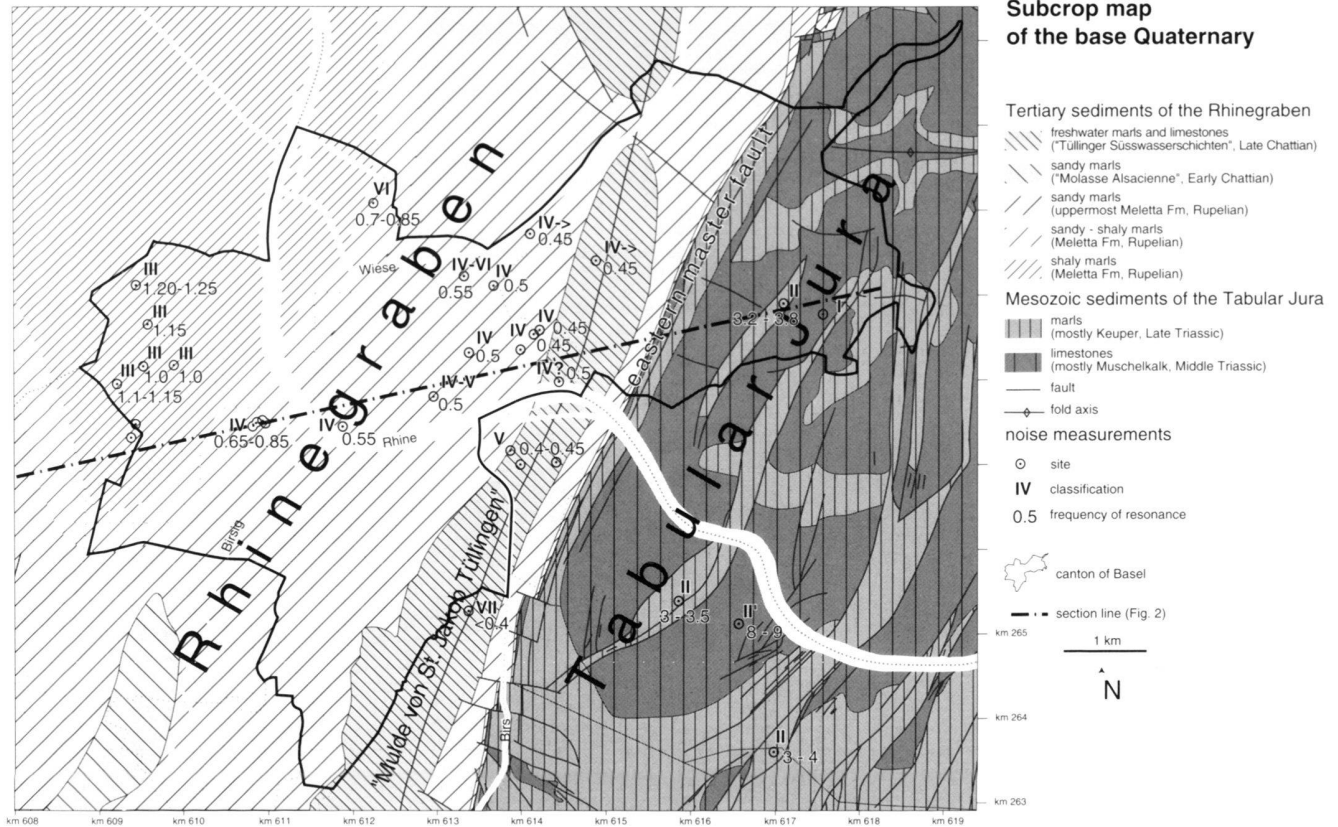 Subcrop map
of the base Quaternary
Tertiary sediments of the Rhinegraben
freshwater marls and limestones
("Tüllinger Süsswasserschichten", Late Chattian)
sandy marls
("Molasse Alsacienne", Early Chattian)
sandy marls
(uppermost Meletta Fm, Rupelian)
sandy - shaly marls
(Meletta Fm, Rupelian)
shaly marls
(Meletta Fm, Rupelian)
Mesozoic sediments of the Tabular Jura
marls
(mostly Keuper, Late Triassic)
limestones
(mostly Muschelkalk, Middle Triassic)
fault
fold axis
noise measurements
site
IV classification
0.5 frequency of resonance
canton of Basel
section line (Fig. 2)
1 km
N
Rhinegraben
Tabular Jura
eastern master fault
"Mulde von St. Jakob Tüllingen"
Wiese
Rhine
Birsig
Birs
VI
0.7-0.85
III
1.20-1.25
III
1.15
III
1.0
III
1.0
III
1.1-1.15
IV
0.65-0.85
IV
0.55
IV->
0.45
IV->
0.45
IV-VI
0.55
IV
0.5
IV
0.45
IV
0.45
IV
0.5
IV?
0.5
IV-V
0.5
V
0.4-0.45
VII
<0.4
II
3.2 - 3.8
II
3 - 3.5
II'
8 - 9
II
3 - 4
km 265
km 264
km 263
km 608
km 609
km 610
km 611
km 612
km 613
km 614
km 615
km 616
km 617
km 618
km 619